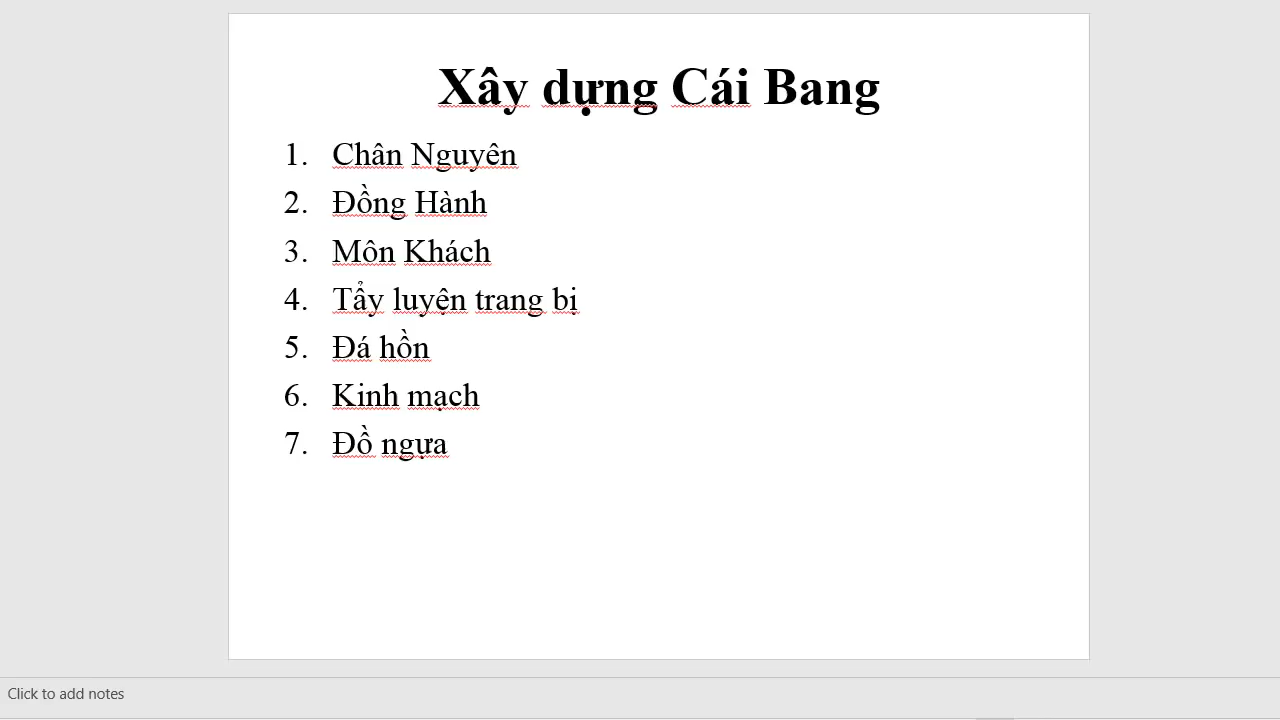 Xây dựng Cái Bang
1. Chân Nguyên
2. Đồng Hành
3. Môn Khách
4. Tẩy luyện trang bị
5. Đá hồn
6. Kinh mạch
7. Đồ ngựa
Click to add notes